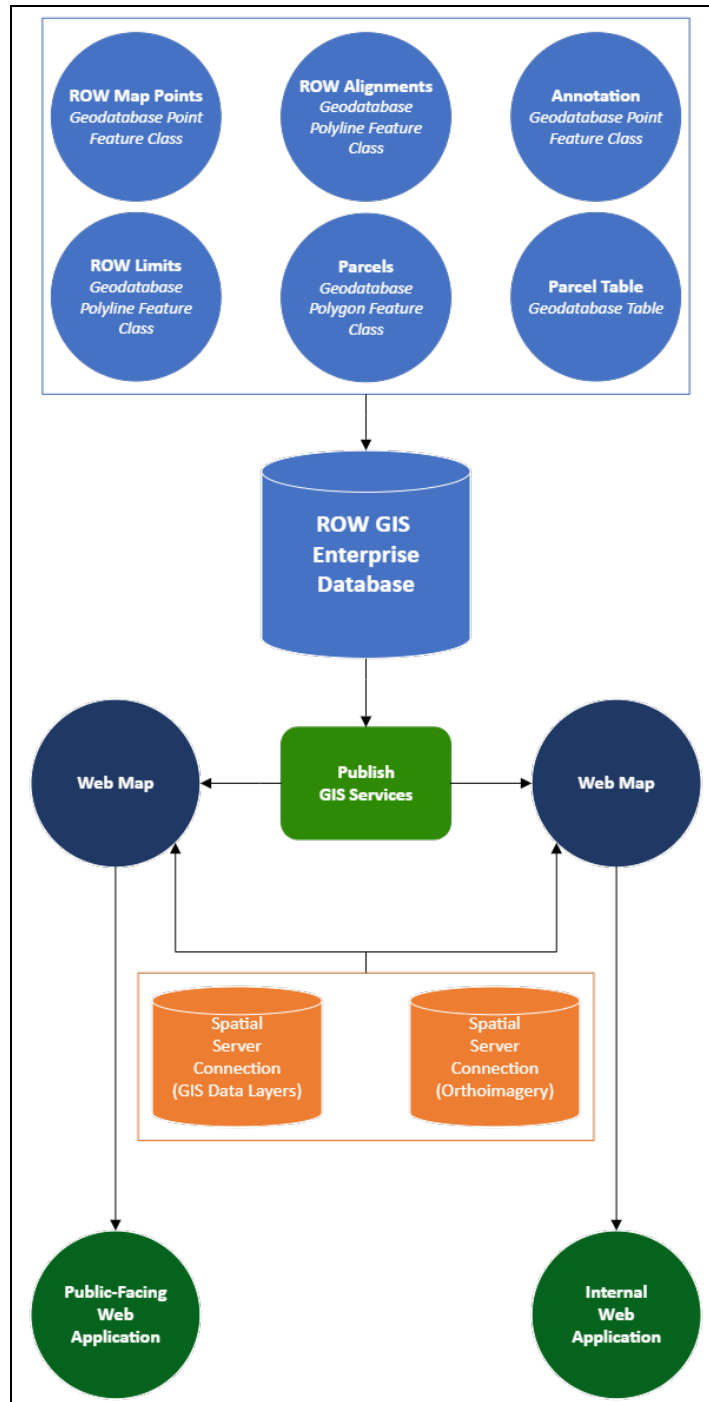 ROW Map Points
Geodatabase Point
Feature Class
ROW Alignments
Geodatabase
Polyline Feature
Class
Annotation
Geodatabase Point
Feature Class
ROW Limits
Geodatabase
Polyline Feature
Class
Parcels
Geodatabase
Polygon Feature
Class
Parcel Table
Geodatabase Table
ROW GIS
Enterprise
Database
Web Map
Publish
GIS Services
Web Map
Spatial
Server
Connection
(GIS Data Layers)
Spatial
Server
Connection
(Orthoimagery)
Public-Facing
Web
Application
Internal
Web
Application